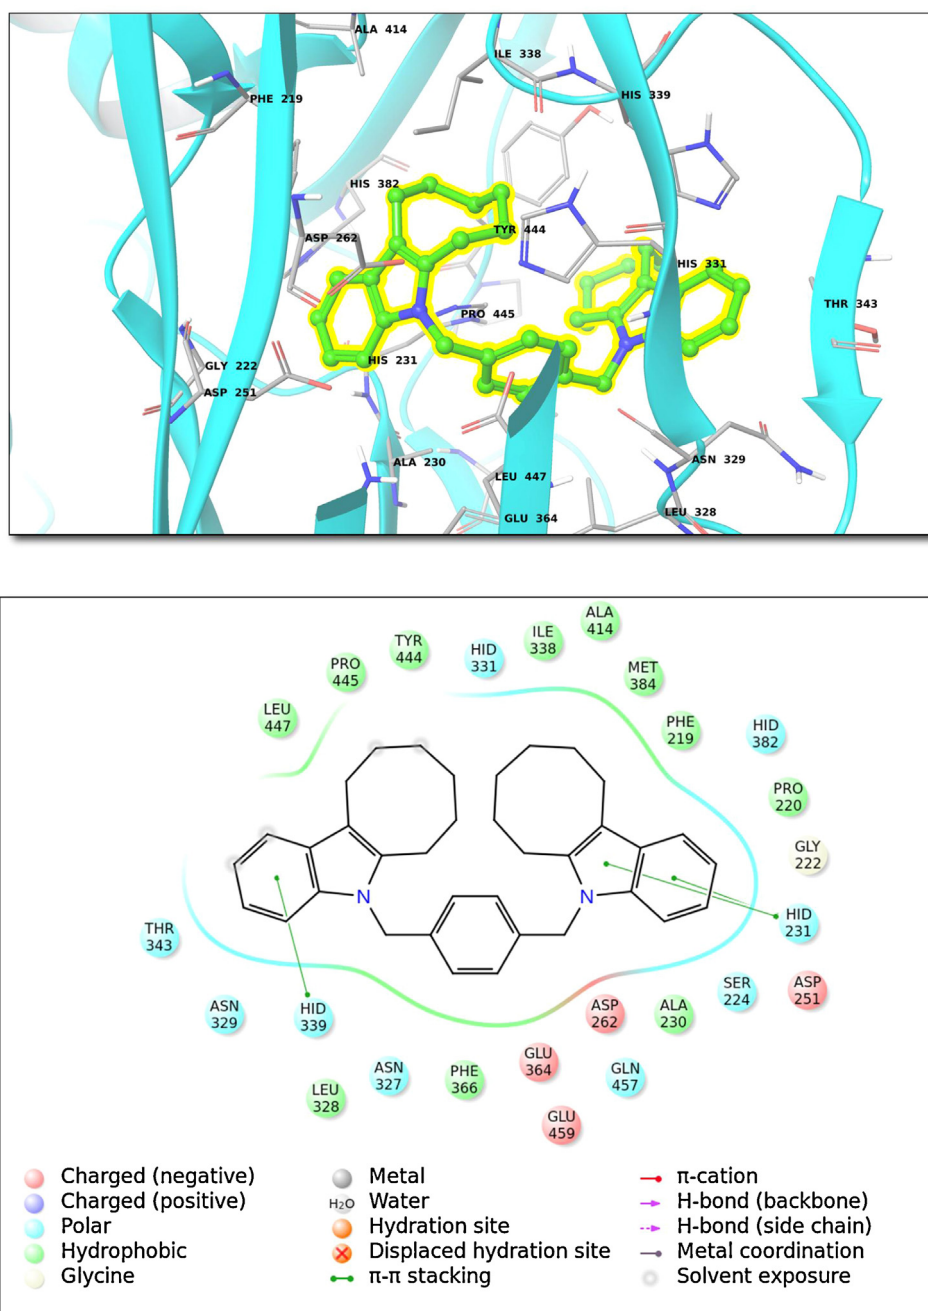 ALA 414
ILE 338
PHE 219
HIS 339
HIS 382
TYR 444
ASP 262
HIS 331
THR 343
PRO 445
HIS 231
GLY 222
ASP 251
ASN 329
ALA 230
LEU 447
LEU 328
GLU 364
ALA
414
ILE
338
TYR
444
HID
331
PRO
445
MET
384
LEU
447
PHE
219
HID
382
PRO
220
GLY
222
N
N
HID
231
THR
343
SER
224
ASP
251
ASN
329
HID
339
ASP
262
ALA
230
GLU
364
ASN
327
PHE
366
GLN
457
LEU
328
GLU
459
Charged (negative)
Charged (positive)
Polar
Hydrophobic
Glycine
Metal
H₂O Water
Hydration site
Displaced hydration site
π-π stacking
π-cation
H-bond (backbone)
H-bond (side chain)
Metal coordination
Solvent exposure